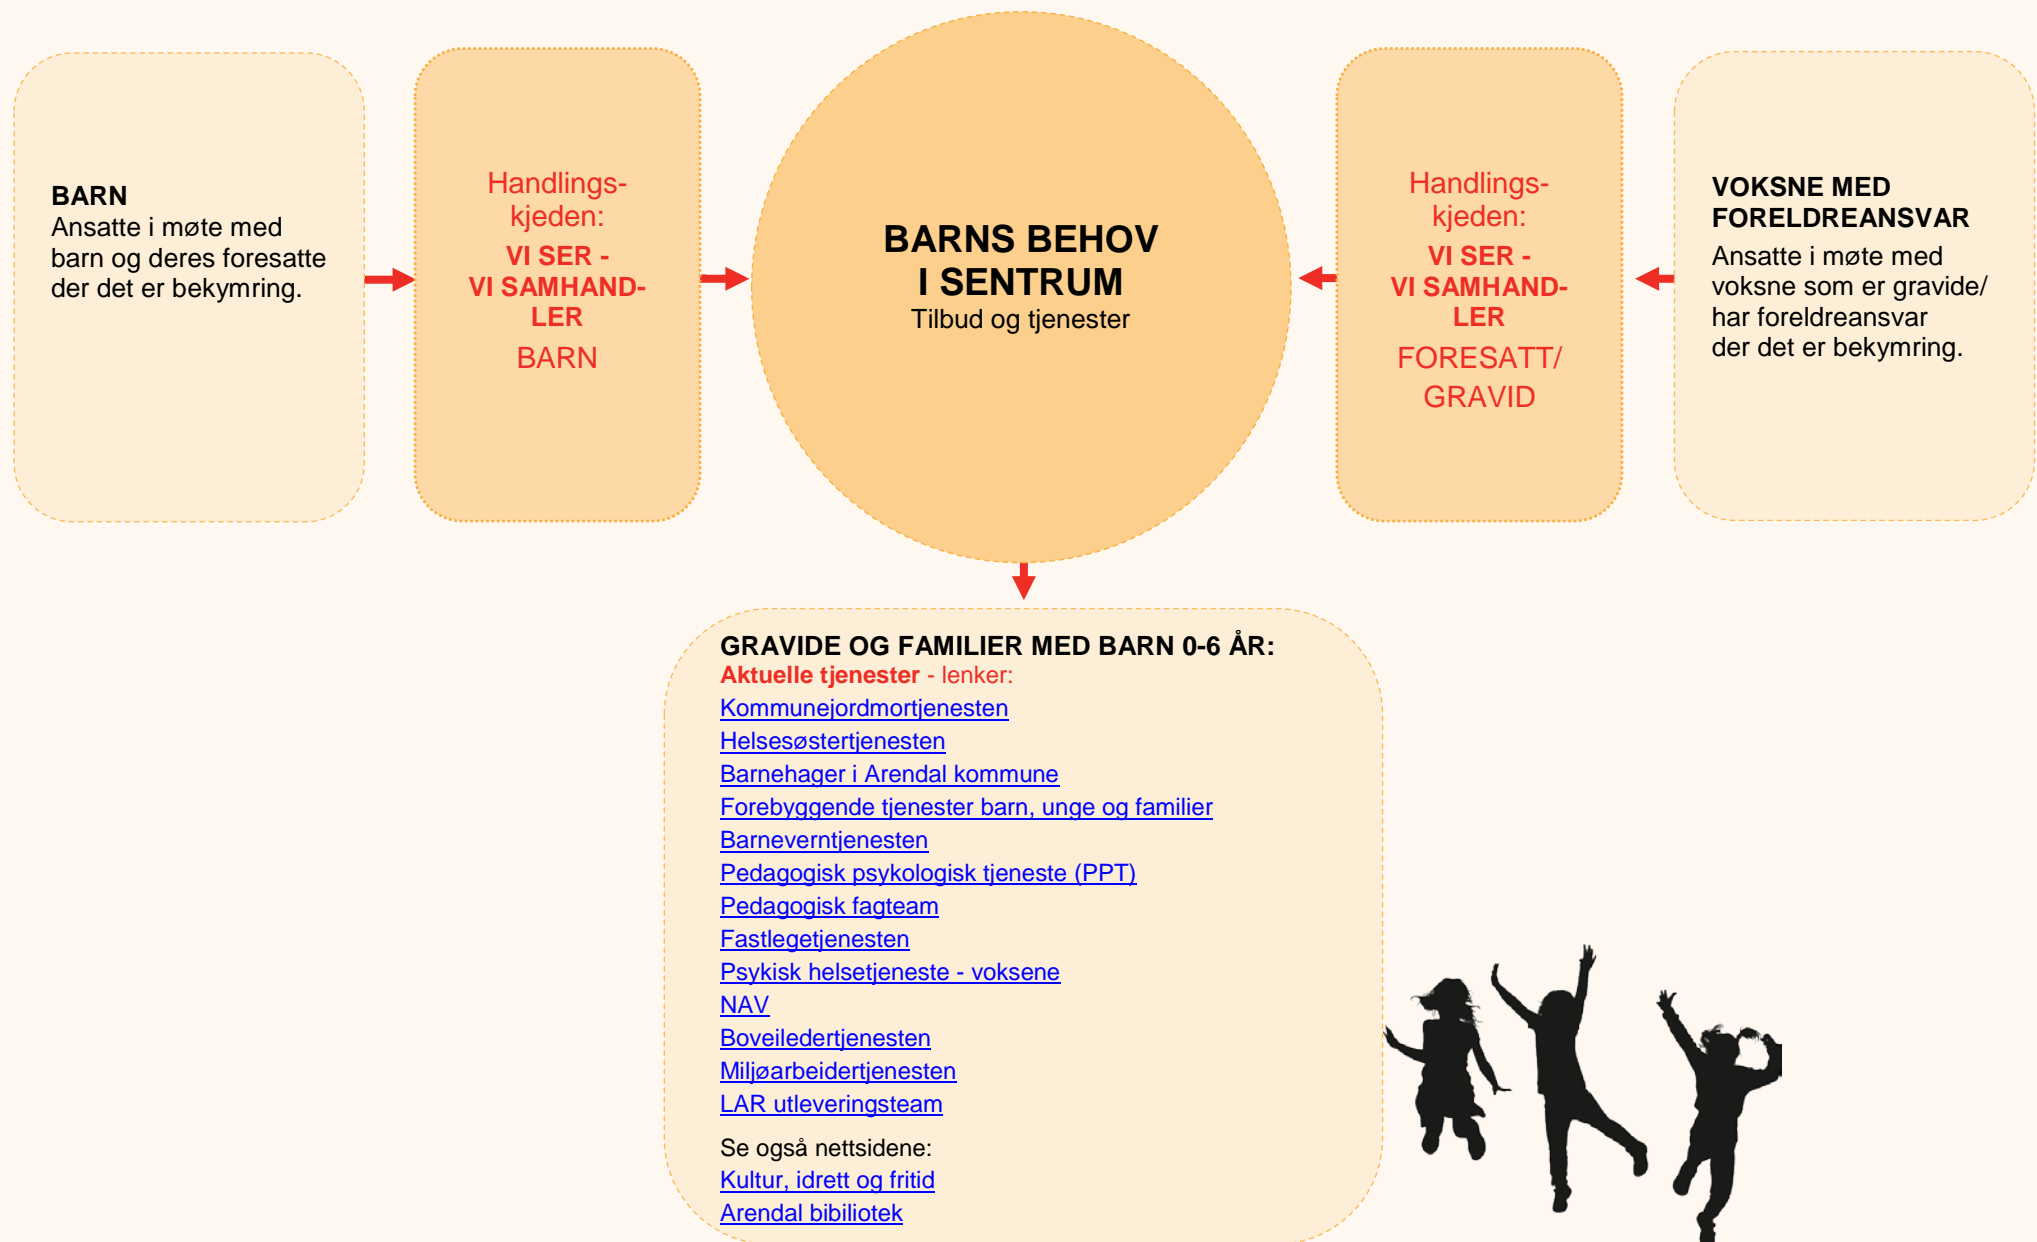 BARN
Ansatte i møte med
barn og deres foresatte
der det er bekymring.
Handlings-
kjeden:
VI SER -
VI SAMHAND-
LER
BARN
BARNS BEHOV
I SENTRUM
Tilbud og tjenester
Handlings-
kjeden:
VI SER -
VI SAMHAND-
LER
FORESATT/
GRAVID
VOKSNE MED
FORELDREANSVAR
Ansatte i møte med
voksne som er gravide/
har foreldreansvar
der det er bekymring.
GRAVIDE OG FAMILIER MED BARN 0-6 ÅR:
Aktuelle tjenester - lenker:
Kommunejordmortjenesten
Helsesøstertjenesten
Barnehager i Arendal kommune
Forebyggende tjenester barn, unge og familier
Barneverntjenesten
Pedagogisk psykologisk tjeneste (PPT)
Pedagogisk fagteam
Fastlegetjenesten
Psykisk helsetjeneste - voksene
NAV
Boveiledertjenesten
Miljøarbeidertjenesten
LAR utleveringsteam
Se også nettsidene:
Kultur, idrett og fritid
Arendal bibiliotek